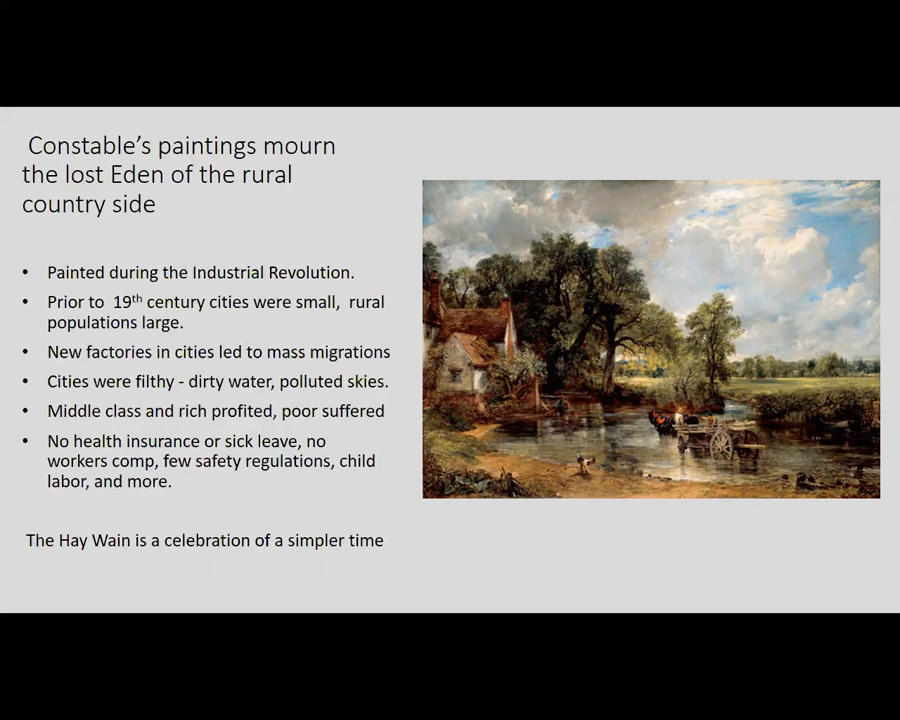 Constable's paintings mourn
the lost Eden of the rural
country side
• Painted during the Industrial Revolution.
• Prior to 19th century cities were small, rural
populations large.
• New factories in cities led to mass migrations
• Cities were filthy - dirty water, polluted skies.
• Middle class and rich profited, poor suffered
• No health insurance or sick leave, no
workers comp, few safety regulations, child
labor, and more.
The Hay Wain is a celebration of a simpler time